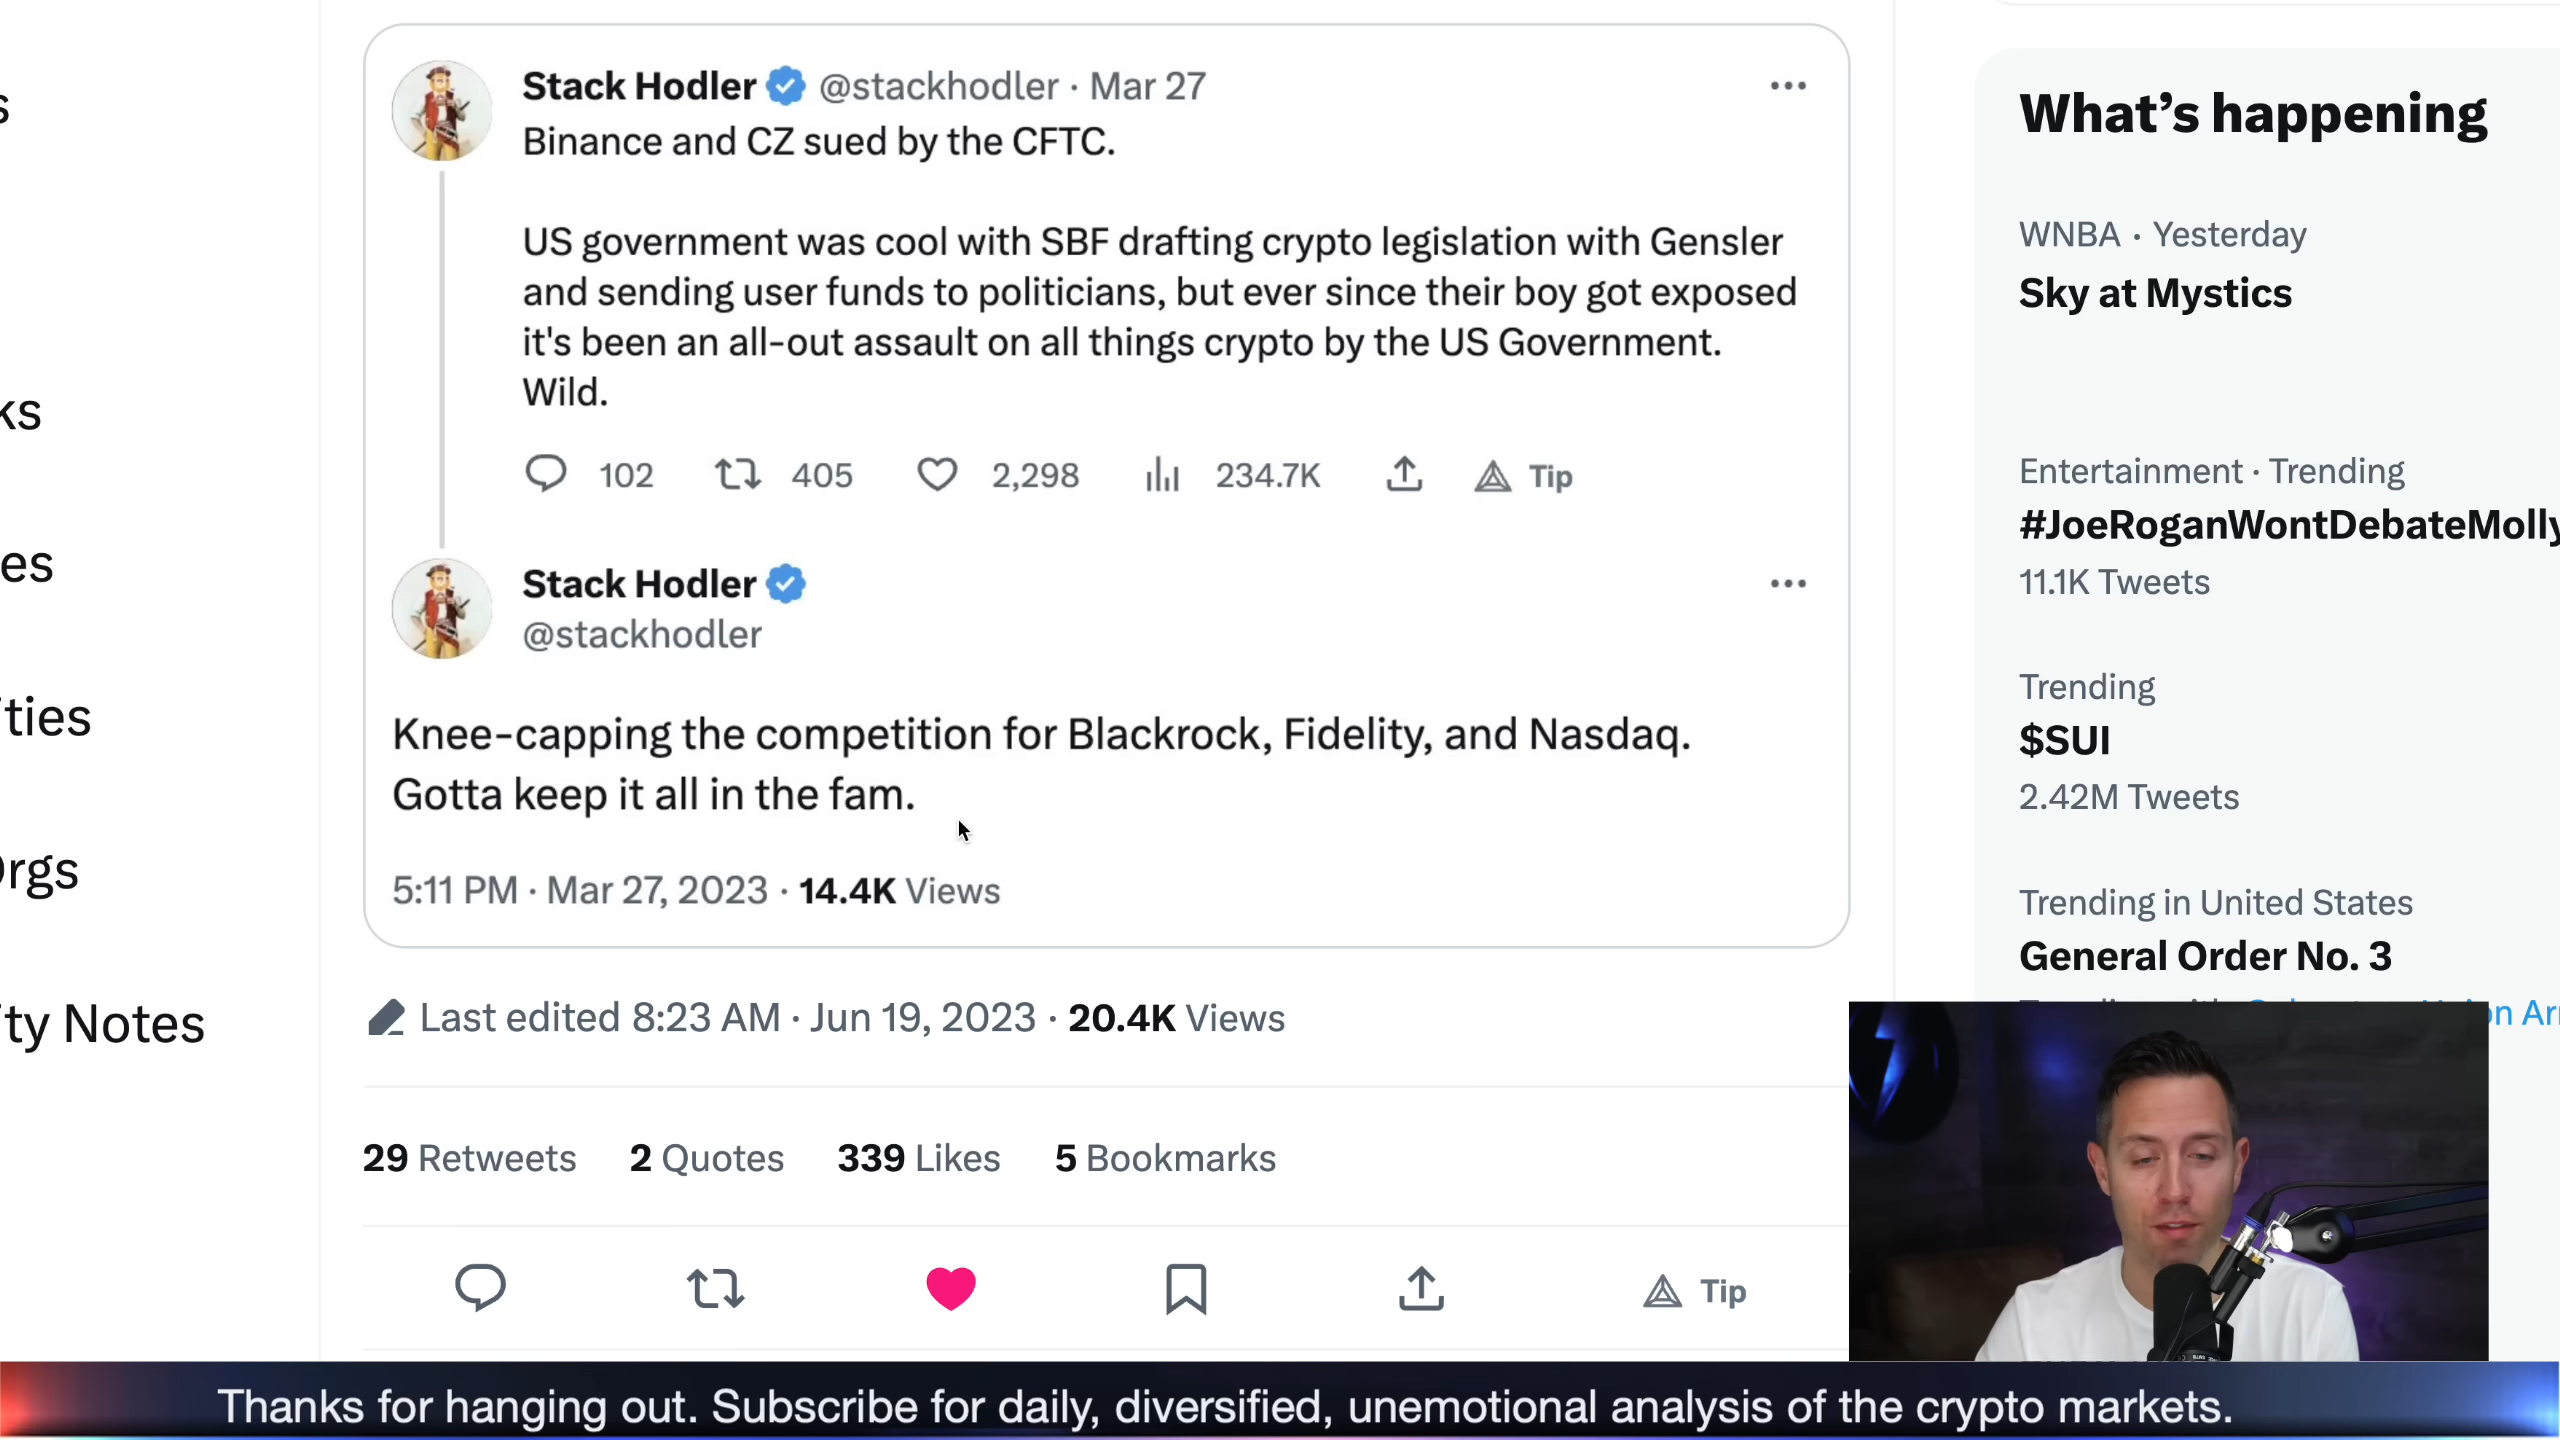 Stack Hodler @stackhodler · Mar 27
Binance and CZ sued by the CFTC.
US government was cool with SBF drafting crypto legislation with Gensler
and sending user funds to politicians, but ever since their boy got exposed
it's been an all-out assault on all things crypto by the US Government.
Wild.
102 405 2,298 234.7K Tip
Stack Hodler
@stackhodler
Knee-capping the competition for Blackrock, Fidelity, and Nasdaq.
Gotta keep it all in the fam.
5:11 PM · Mar 27, 2023 · 14.4K Views
Last edited 8:23 AM · Jun 19, 2023 · 20.4K Views
29 Retweets 2 Quotes 339 Likes 5 Bookmarks
Tip
s
ks
es
ties
Orgs
ty Notes
What's happening
WNBA · Yesterday
Sky at Mystics
Entertainment · Trending
#JoeRoganWontDebateMolly
11.1K Tweets
Trending
$SUI
2.42M Tweets
Trending in United States
General Order No. 3
Thanks for hanging out. Subscribe for daily, diversified, unemotional analysis of the crypto markets.